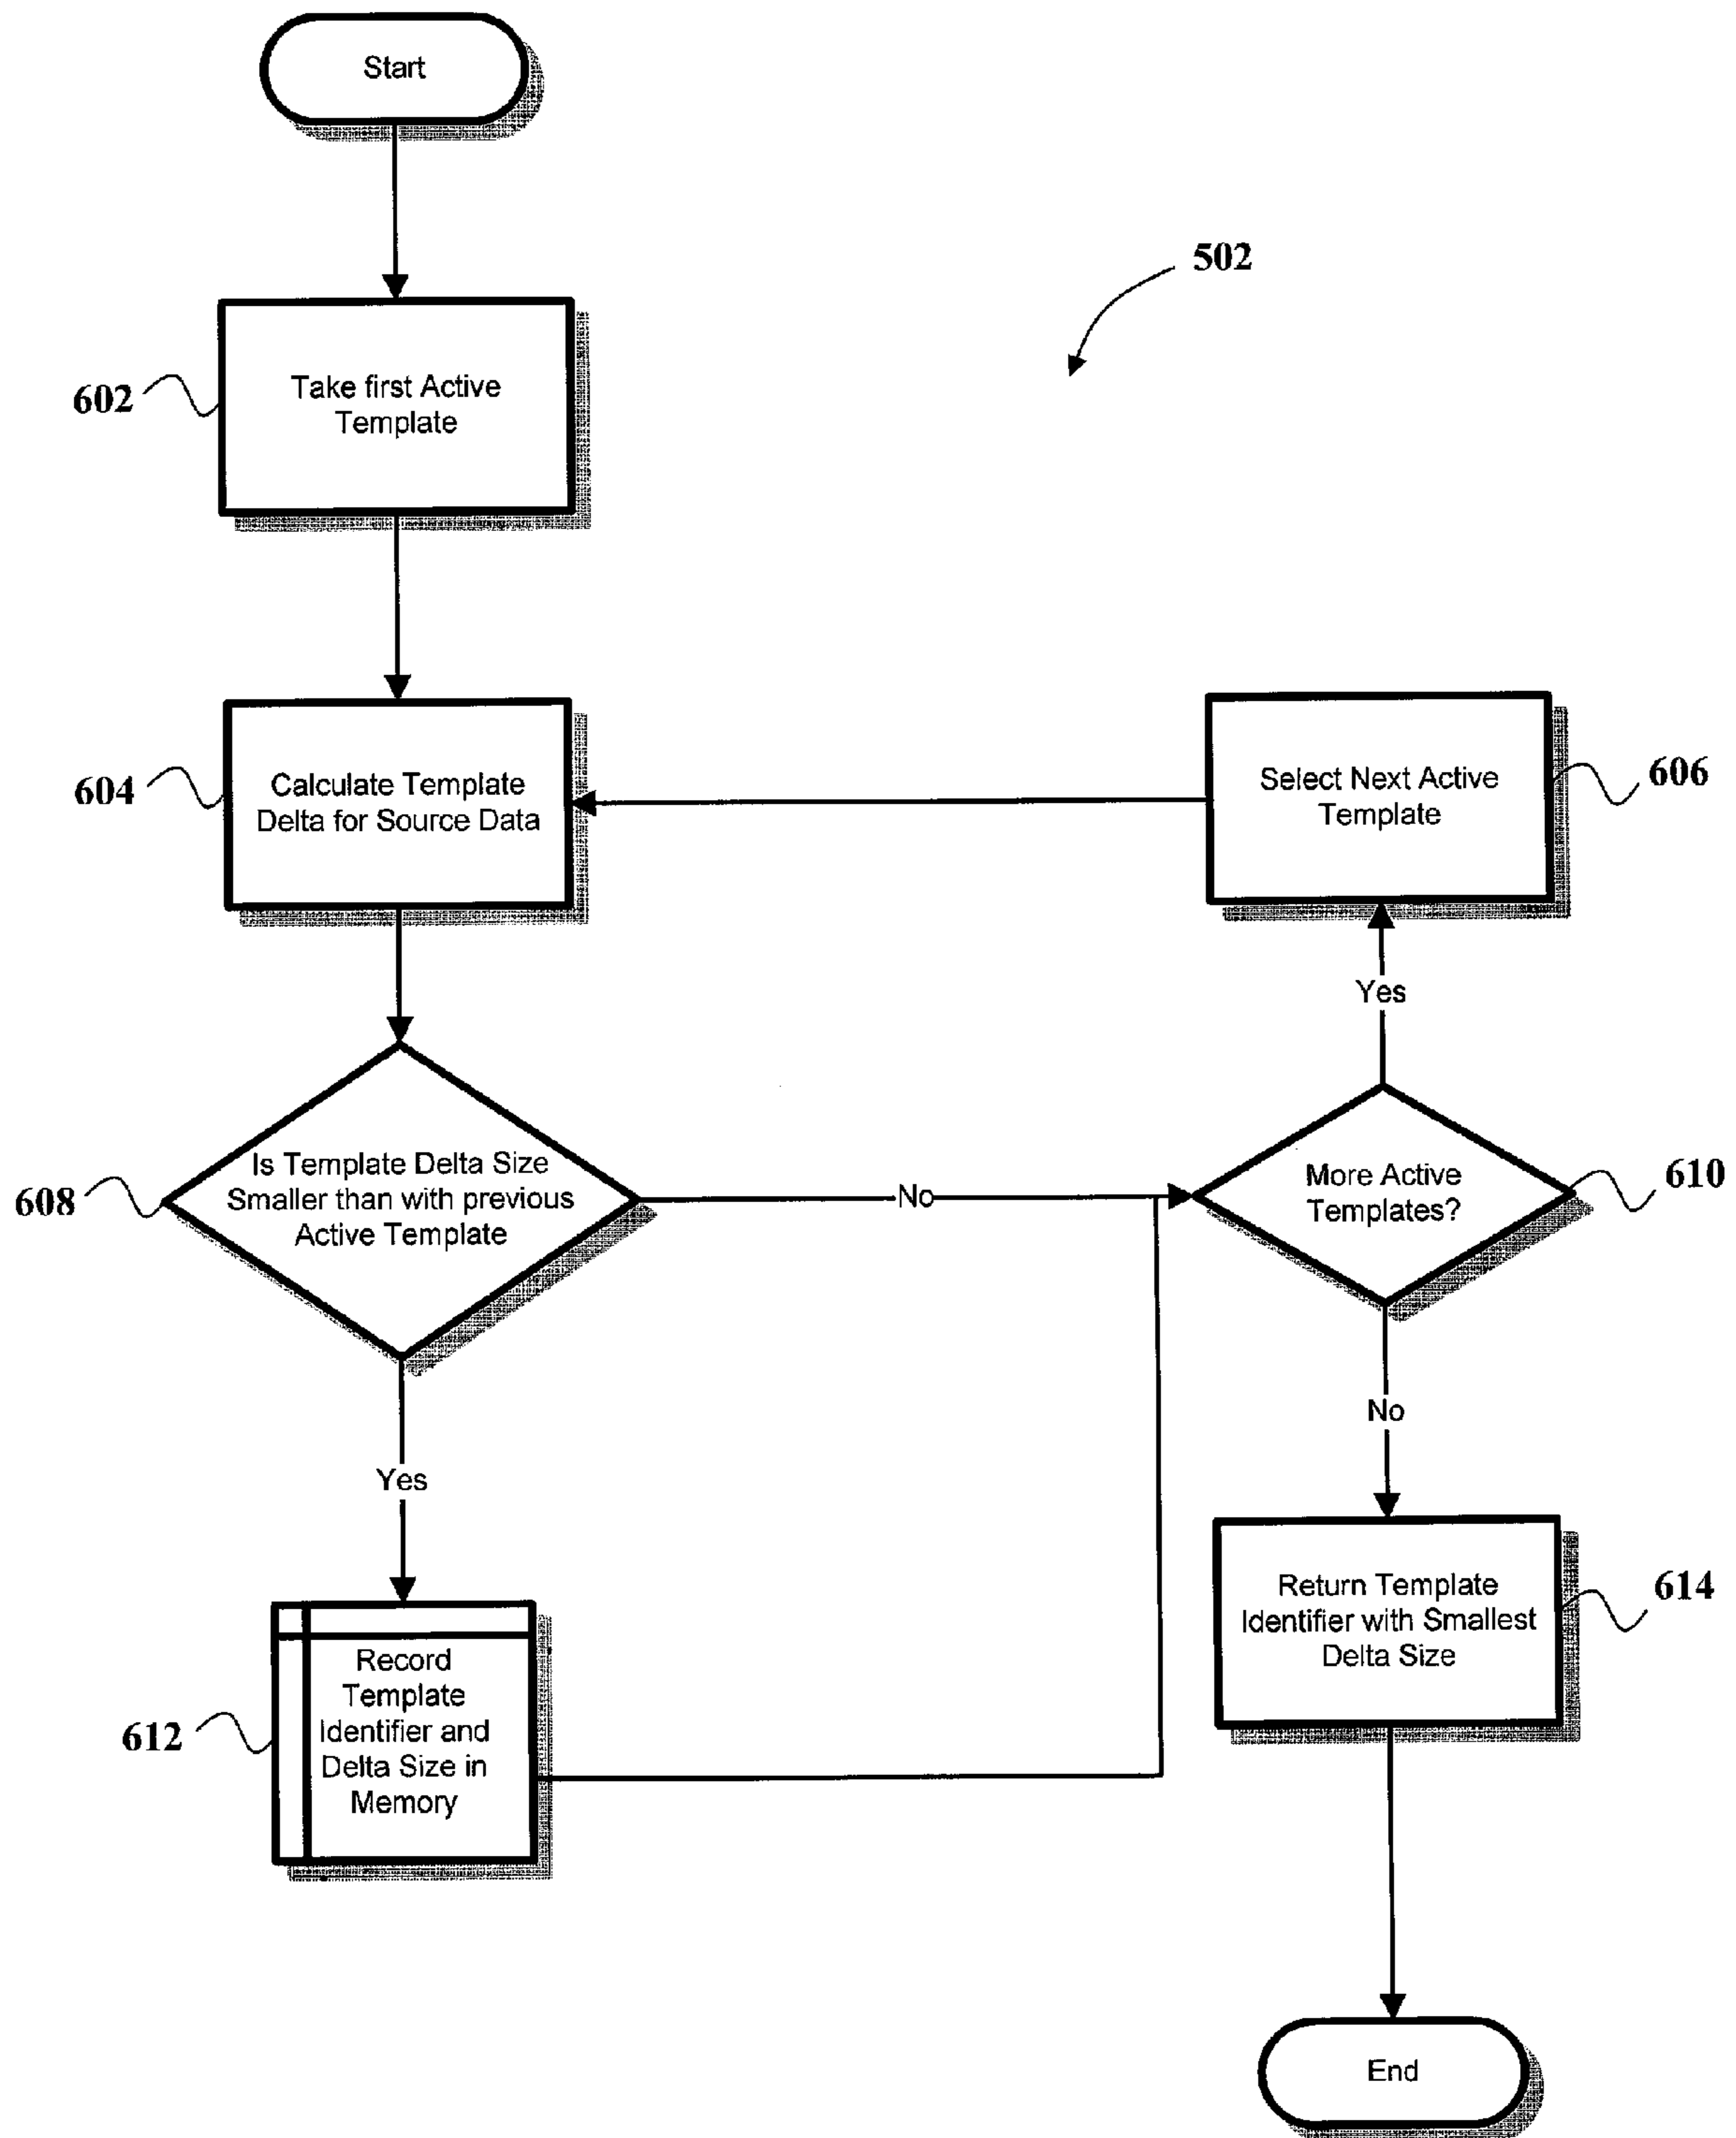 Start
502
602
Take first Active
Template
604
Calculate Template
Delta for Source Data
Select Next Active
Template
606
Yes
608
Is Template Delta Size
Smaller than with previous
Active Template
No
More Active
Templates?
610
No
Yes
612
Record
Template
Identifier and
Delta Size in
Memory
Return Template
Identifier with Smallest
Delta Size
614
End